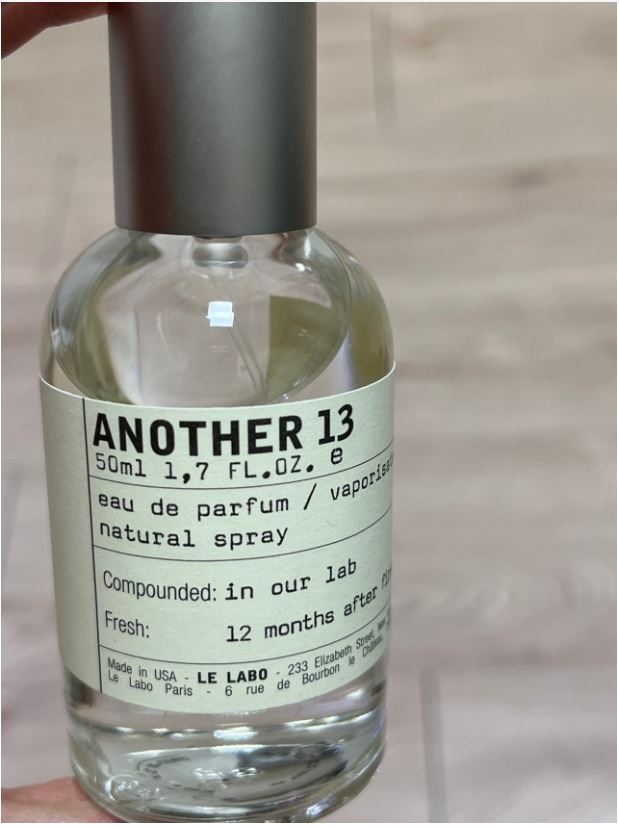 ANOTHER 13
50ml 1,7 FL.OZ. e
eau de parfum /
natural spray
Compounded: in our lab
Fresh: 12 months after
Made in USA - LE LABO - 233 Elizabeth Street,
Le Labo Paris - 6 rue de Bourbon le Château,